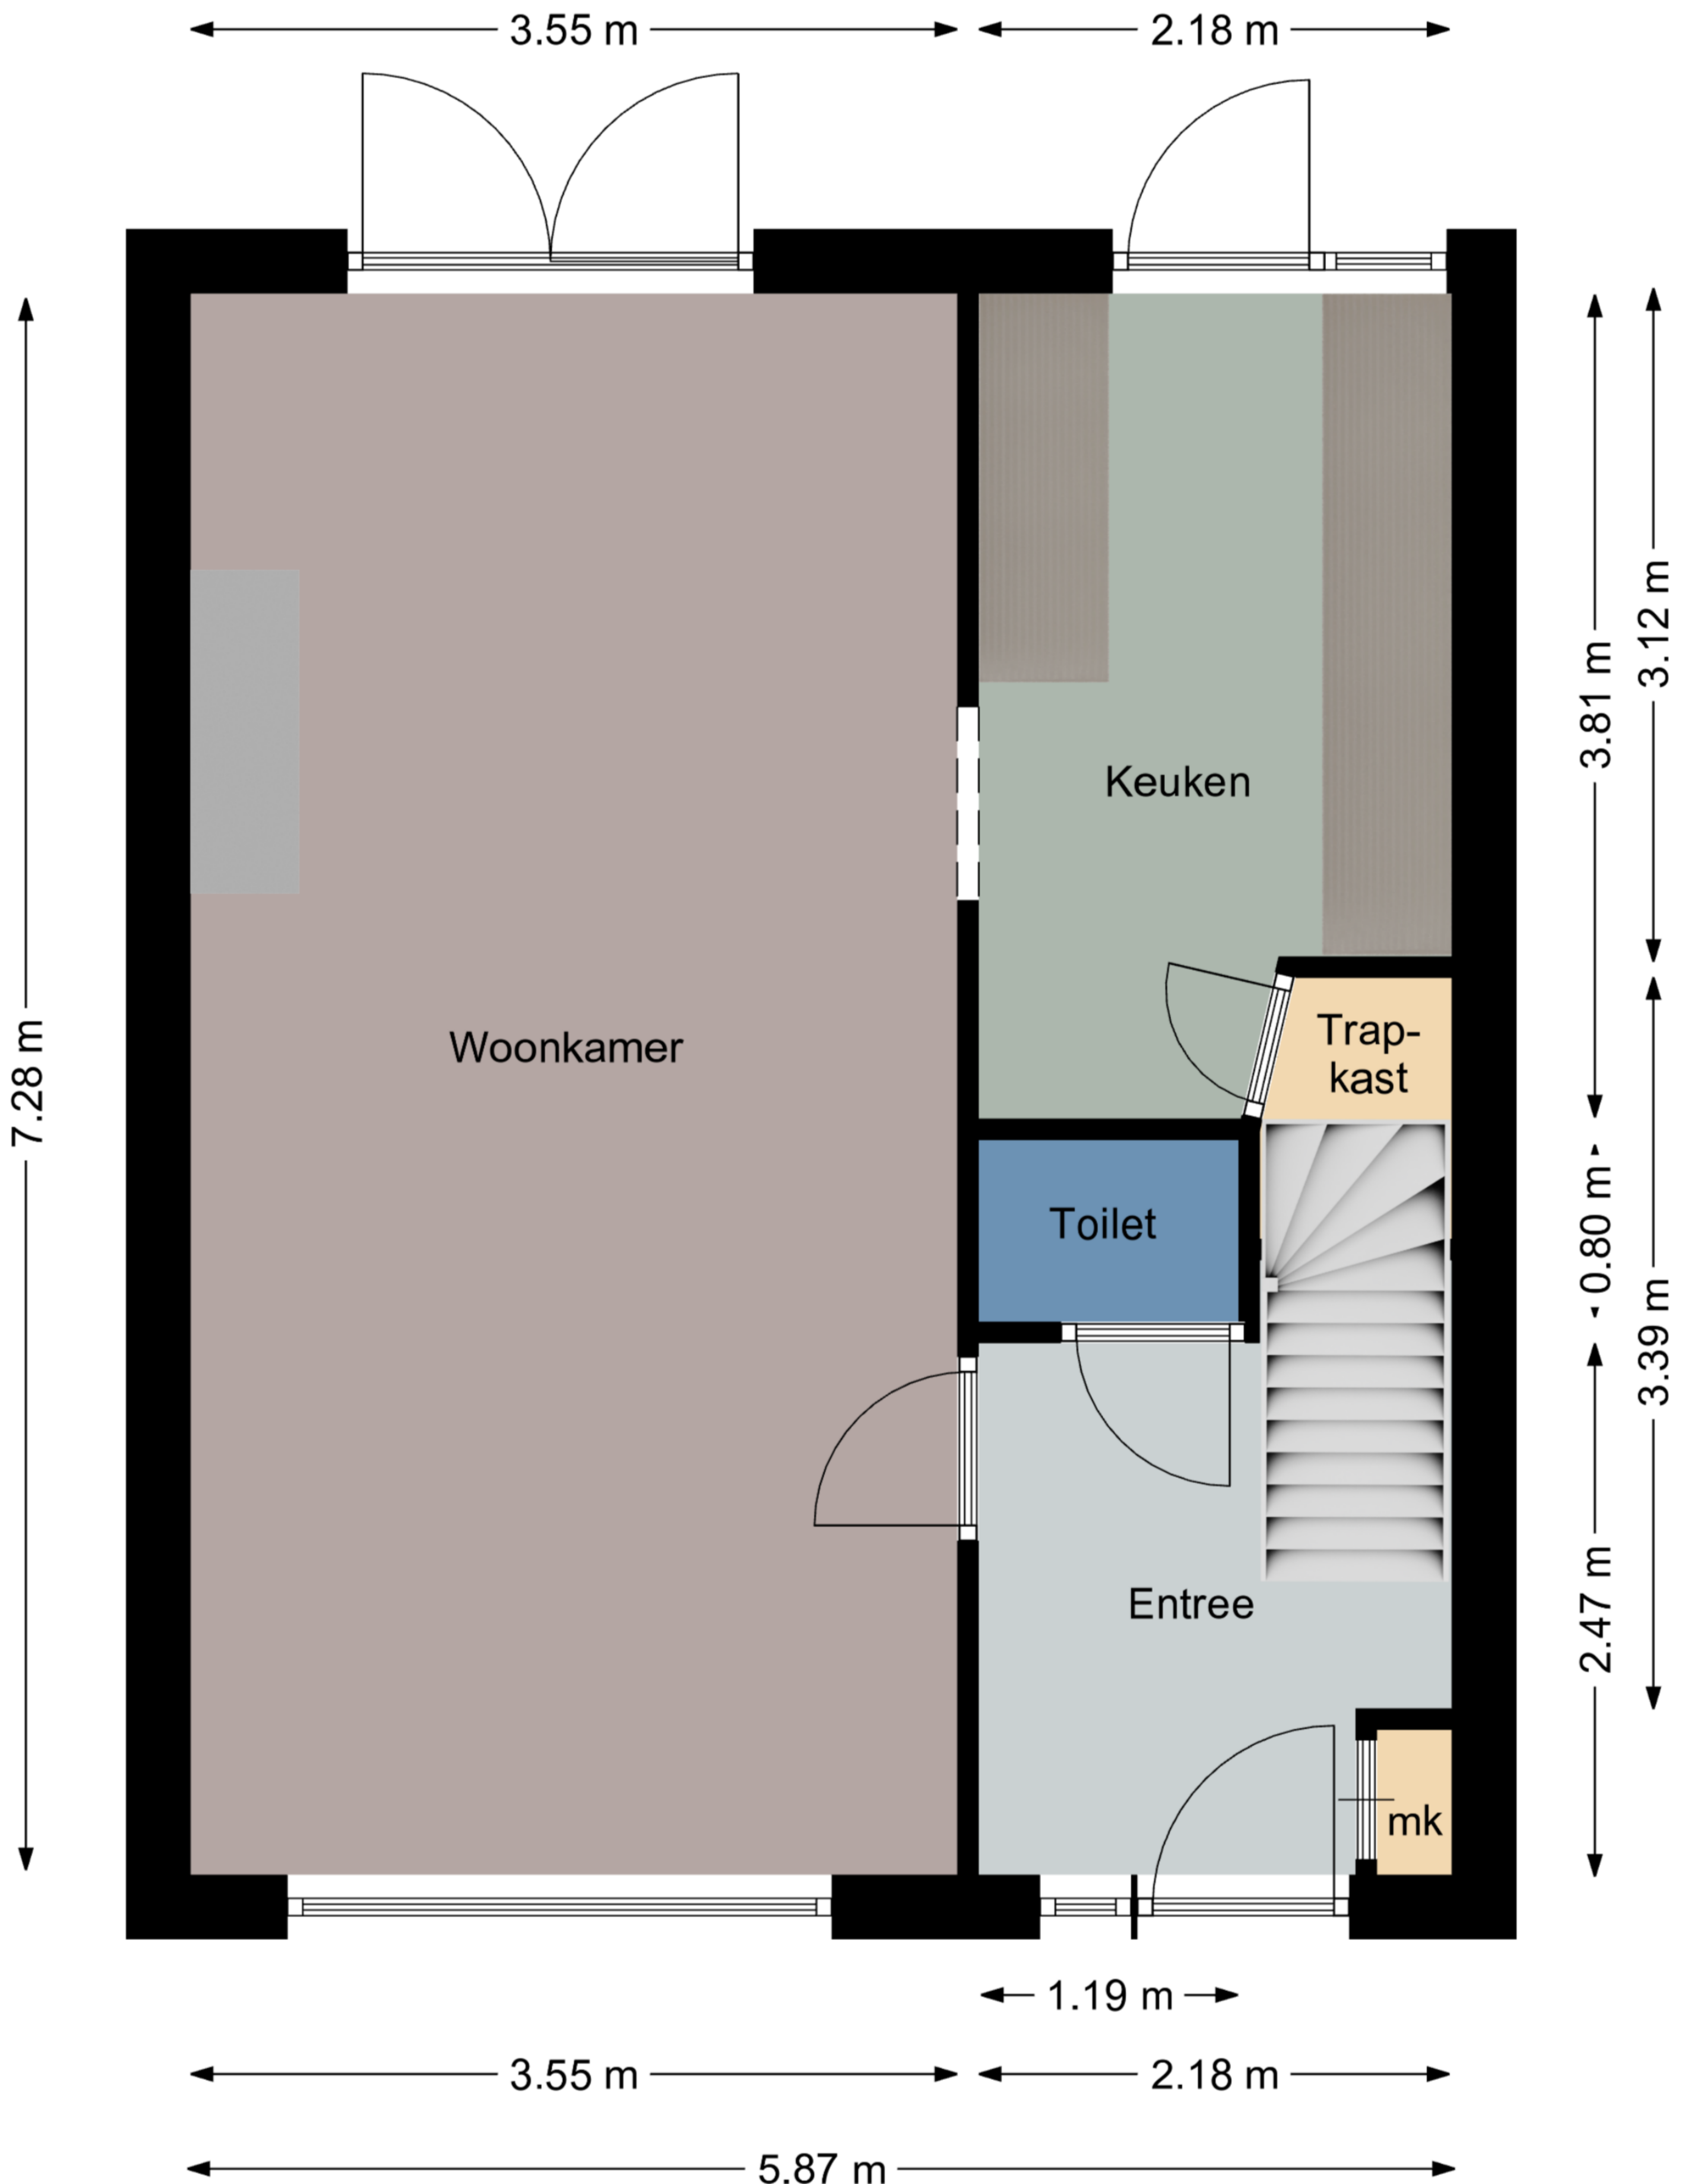 3.55 m
2.18 m
3.81 m
3.12 m
Keuken
Woonkamer
7.28 m
Trap-
kast
Toilet
0.80 m
3.39 m
Entree
2.47 m
mk
1.19 m
3.55 m
2.18 m
5.87 m